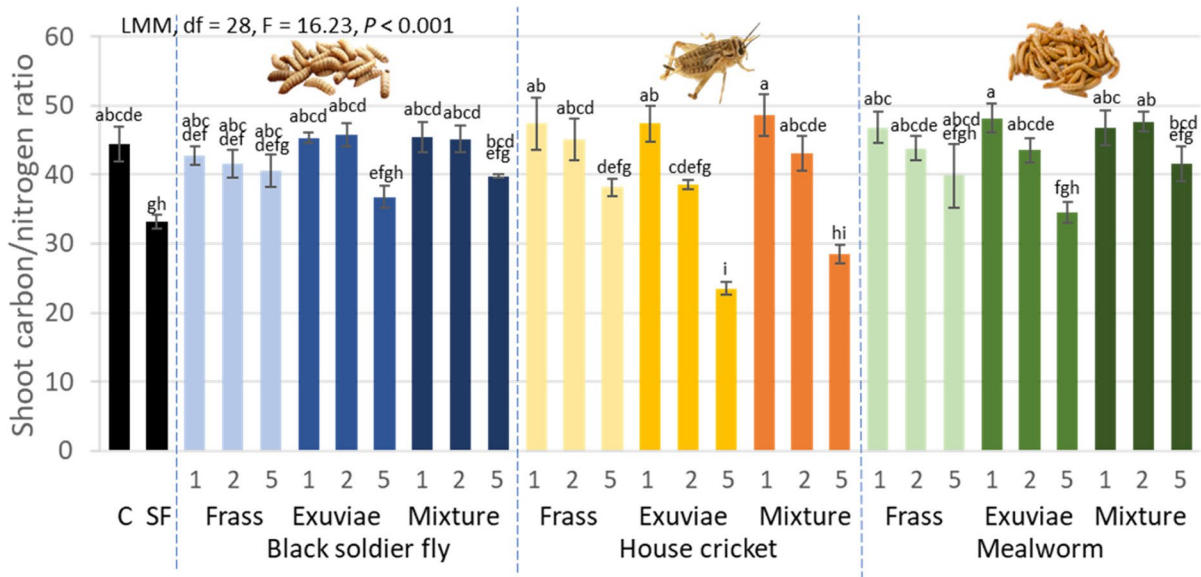 LMM, df = 28, F = 16.23, P < 0.001
Shoot carbon/nitrogen ratio
60
50
40
30
20
10
0
abcde
gh
abc
def
abc
def
abc
defg
abcd
abcd
efgh
abcd
abcd
bcd
efg
ab
abcd
defg
ab
cdefg
i
a
abcde
hi
abc
abcde
abcd
efgh
a
abcde
fgh
abc
ab
bcd
efg
1 2 5 1 2 5 1 2 5 1 2 5 1 2 5 1 2 5 1 2 5 1 2 5 1 2 5
C SF Frass Exuviae Mixture Frass Exuviae Mixture Frass Exuviae Mixture
Black soldier fly House cricket Mealworm